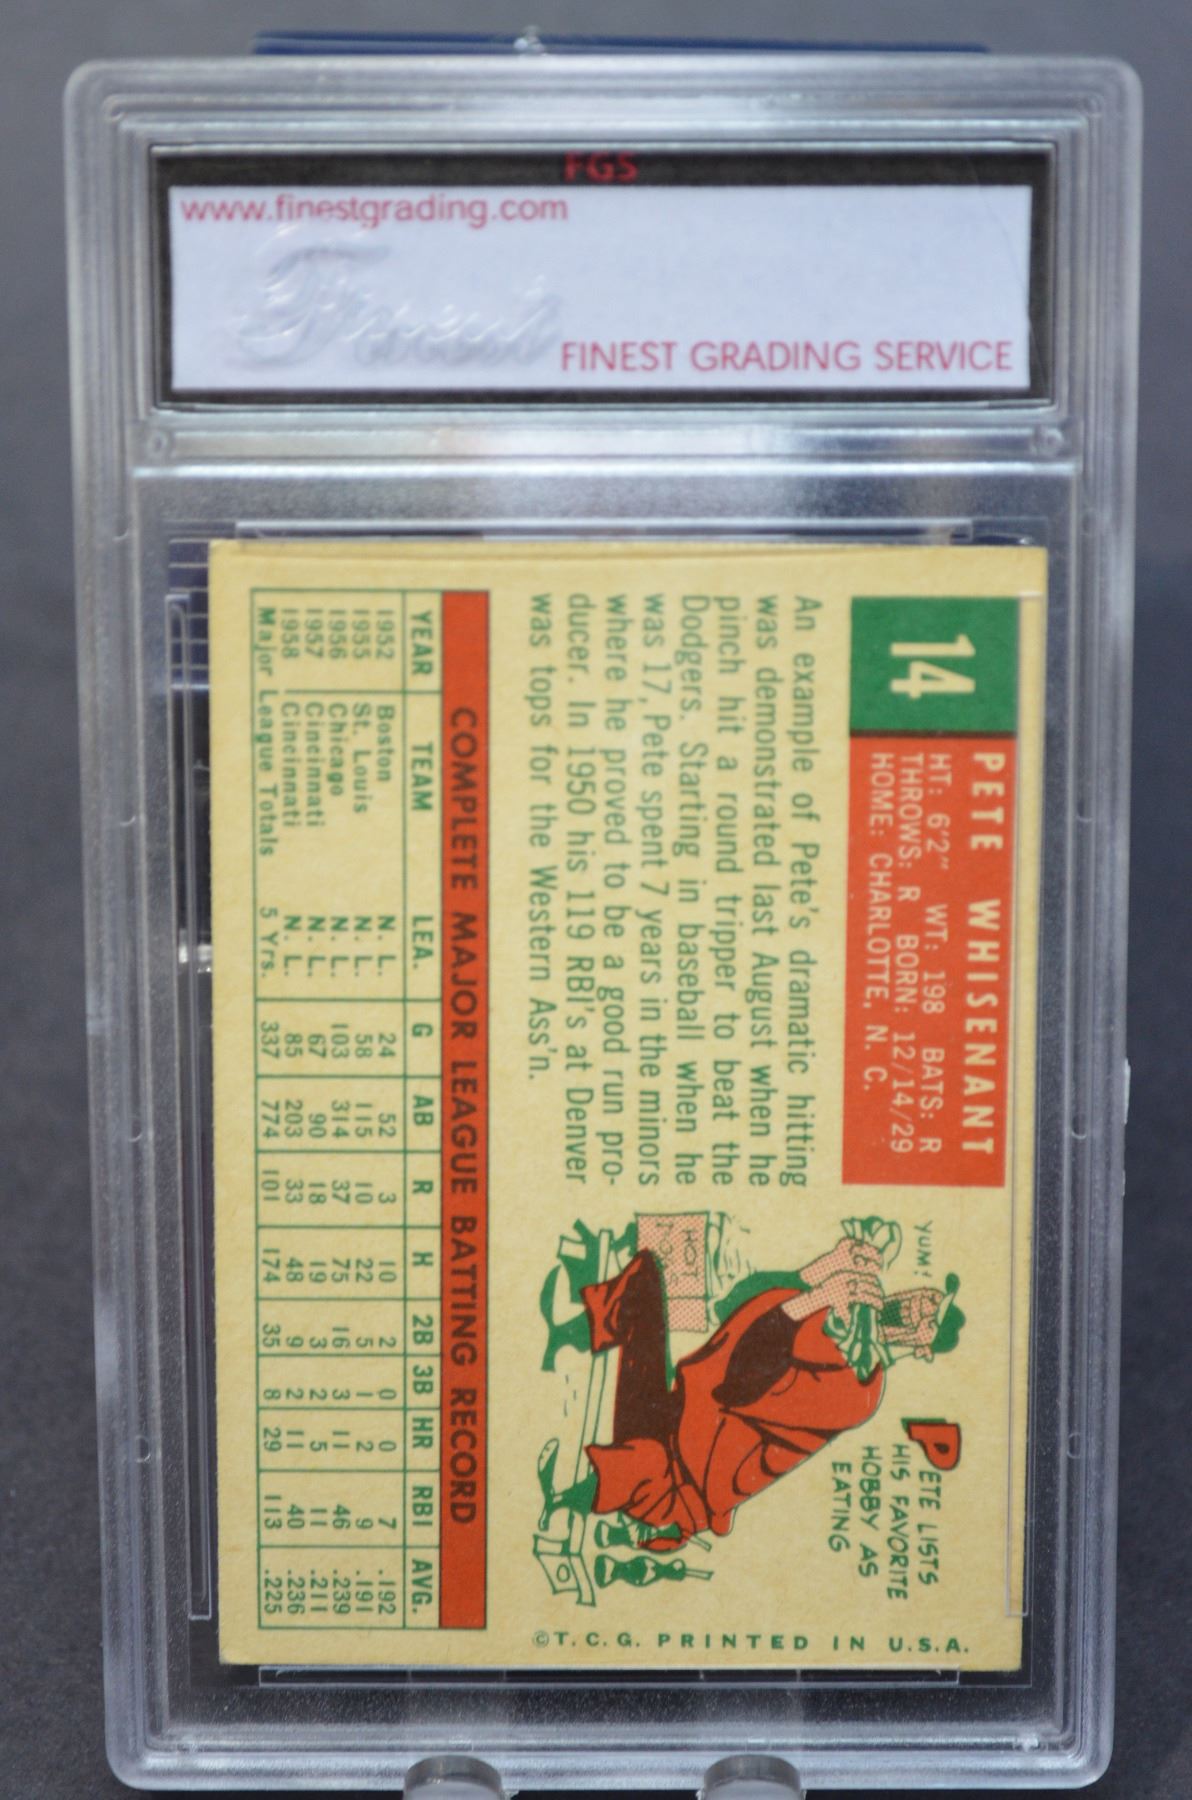 FGS
www.finestgrading.com
Finest
FINEST GRADING SERVICE
14
PETE WHISENANT
HT: 6'2" WT: 198 BATS: R
THROWS: R BORN: 12/14/29
HOME: CHARLOTTE, N. C.
An example of Pete's dramatic hitting
was demonstrated last August when he
pinch hit a round tripper to beat the
Dodgers. Starting in baseball when he
was 17, Pete spent 7 years in the minors
where he proved to be a good run pro-
ducer. In 1950 his 119 RBI's at Denver
was tops for the Western Ass'n.
YUM!
HOT
DOGS
PETE LISTS
HIS FAVORITE
HOBBY AS
EATING
COMPLETE MAJOR LEAGUE BATTING RECORD
YEAR TEAM LEA. G AB R H 2B 3B HR RBI AVG.
1952 Boston N. L. 24 52 3 10 2 0 0 7 .192
1955 St. Louis N. L. 58 115 10 22 5 1 2 9 .191
1956 Chicago N. L. 103 314 37 75 16 3 11 46 .239
1957 Cincinnati N. L. 67 90 18 19 3 2 5 11 .211
1958 Cincinnati N. L. 85 203 33 48 9 2 11 40 .236
Major League Totals 5 Yrs. 337 774 101 174 35 8 29 113 .225
©T. C. G. PRINTED IN U.S.A.